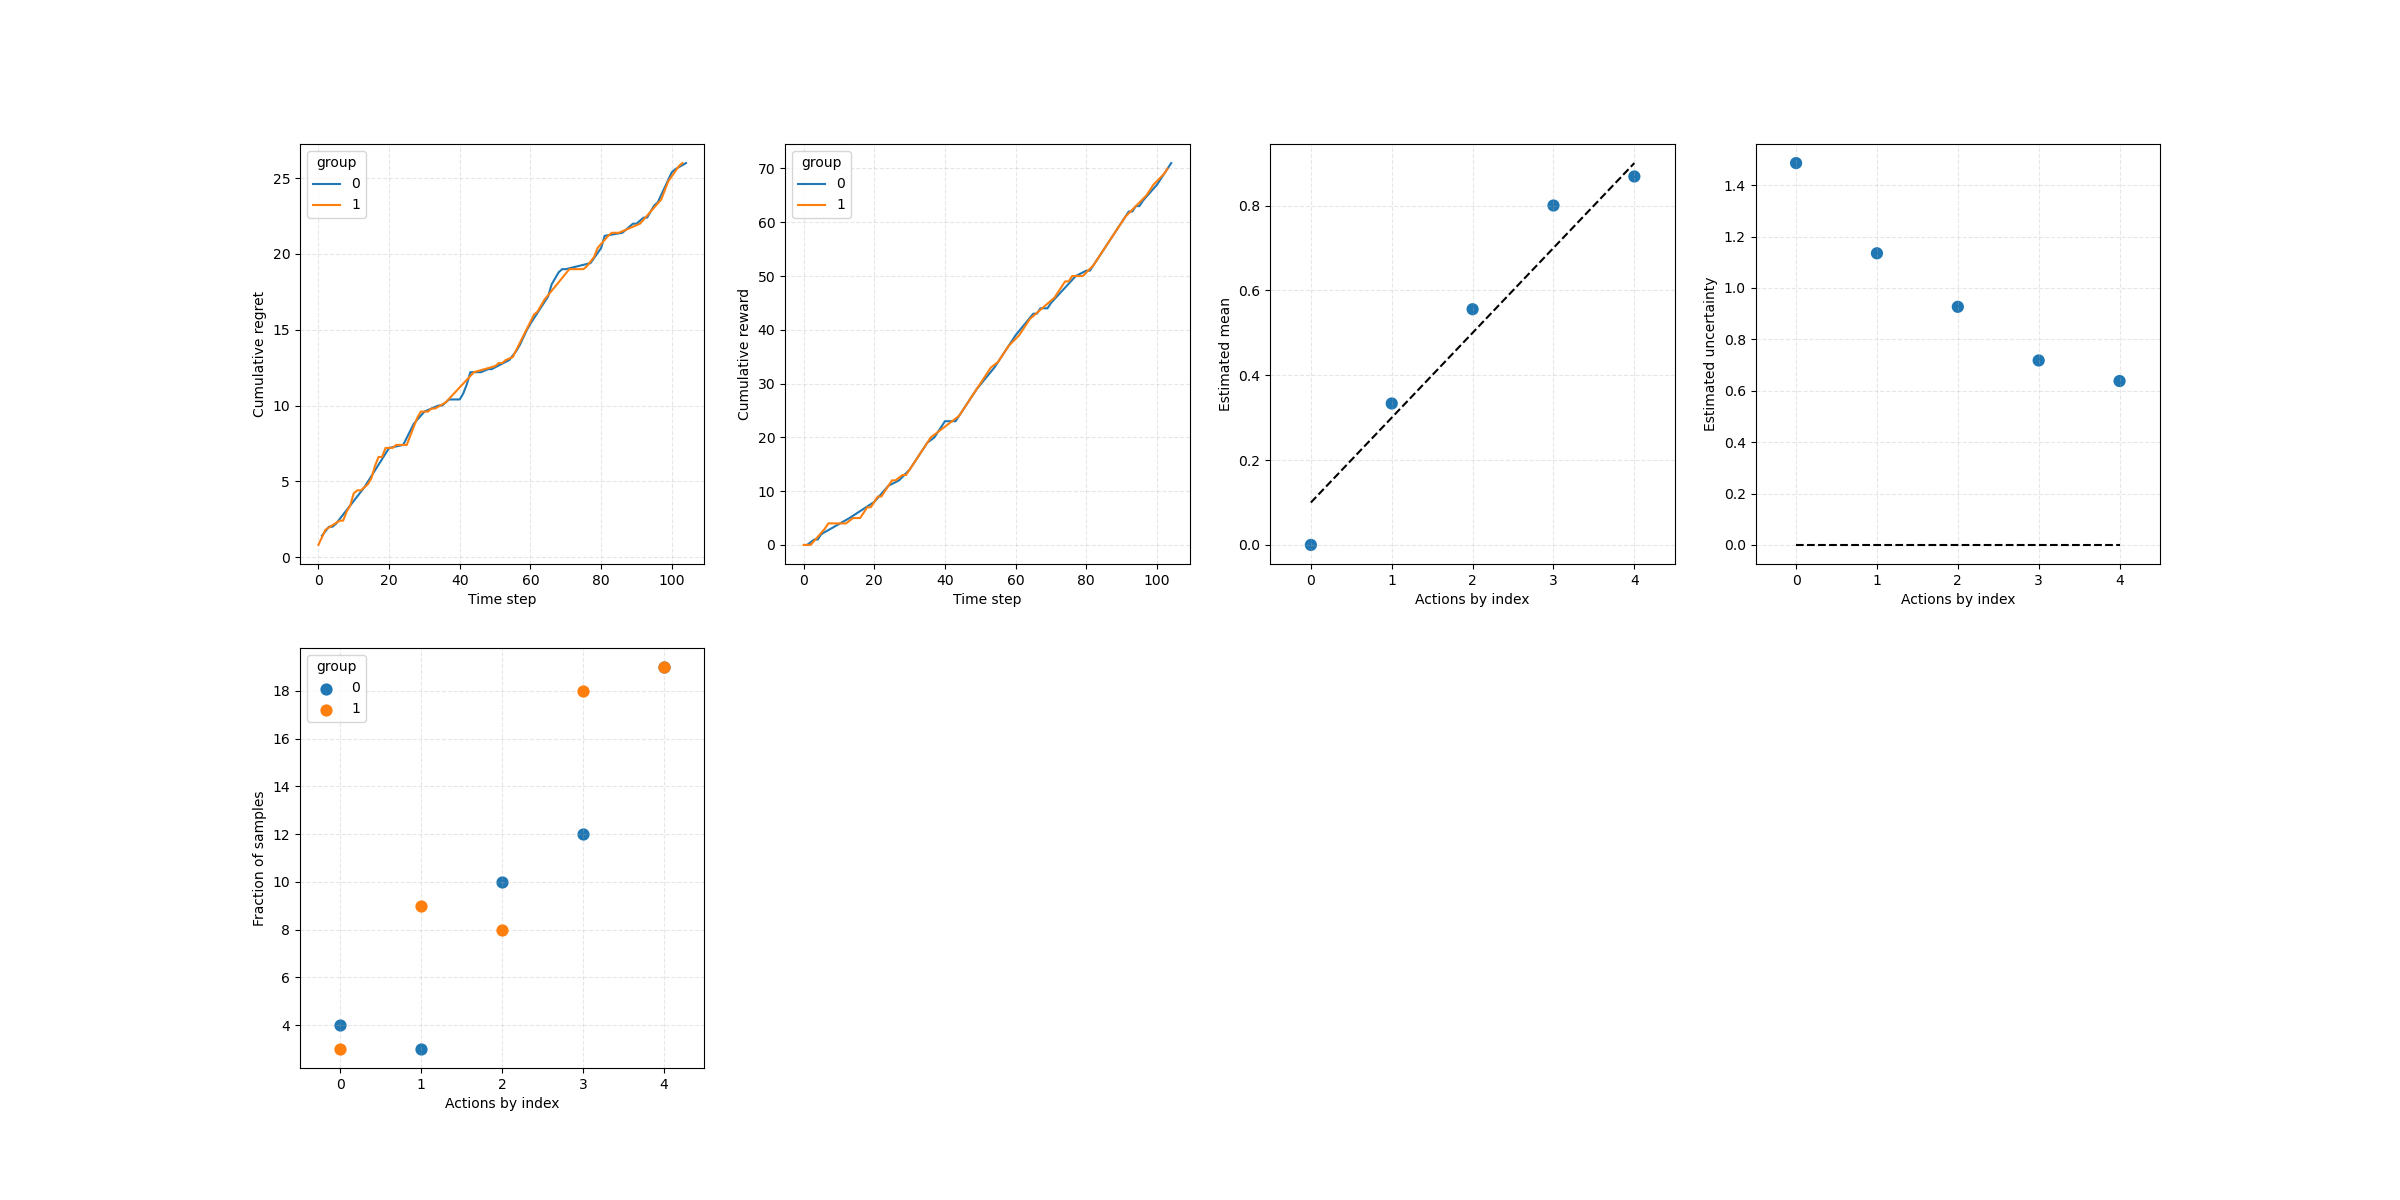 group
0
1
25
20
15
10
5
0
Cumulative regret
0 20 40 60 80 100
Time step
group
0
1
70
60
50
40
30
20
10
0
Cumulative reward
0 20 40 60 80 100
Time step
0.8
0.6
0.4
0.2
0.0
Estimated mean
0 1 2 3 4
Actions by index
1.4
1.2
1.0
0.8
0.6
0.4
0.2
0.0
Estimated uncertainty
0 1 2 3 4
Actions by index
group
0
1
18
16
14
12
10
8
6
4
Fraction of samples
0 1 2 3 4
Actions by index